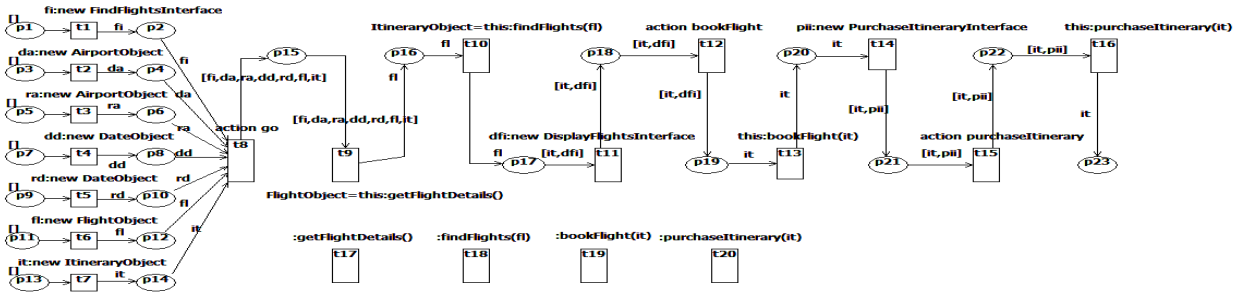 fi:new FindFlightsInterface
[] p1 t1 fi p2
da:new AirportObject
[] p3 t2 da p4
ra:new AirportObject
[] p5 t3 ra p6
dd:new DateObject
[] p7 t4 dd p8
rd:new DateObject
[] p9 t5 rd p10
fl:new FlightObject
[] p11 t6 fl p12
it:new ItineraryObject
[] p13 t7 it p14
fi
da
ra
dd
rd
fl
it
action go
t8
[fi,da,ra,dd,rd,fl,it]
p15
[fi,da,ra,dd,rd,fl,it]
t9
FlightObject=this:getFlightDetails()
fl
p16
ItineraryObject=this:findFlights(fl)
fl
t10
fl
p17
[it,dfi]
dfi:new DisplayFlightsInterface
t11
[it,dfi]
p18
[it,dfi]
action bookFlight
t12
[it,dfi]
p19
it
this:bookFlight(it)
t13
it
p20
it
pii:new PurchaseItineraryInterface
t14
[it,pii]
p21
[it,pii]
action purchaseItinerary
t15
[it,pii]
p22
[it,pii]
this:purchaseItinerary(it)
t16
it
p23
:getFlightDetails()
t17
:findFlights(fl)
t18
:bookFlight(it)
t19
:purchaseItinerary(it)
t20